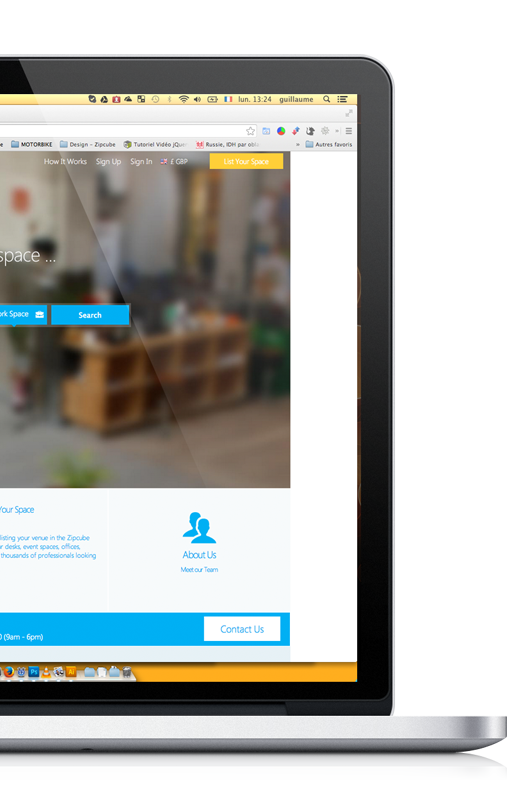 lun. 13:24 guillaume
MOTORBIKE Design - Zipcube Tutoriel Vidéo jQue Russie, IDH par obla » Autres favoris
How It Works Sign Up Sign In £ GBP List Your Space
space ...
ork Space Search
Your Space
listing your venue in the Zipcube
ur desks, event spaces, offices,
thousands of professionals looking
About Us
Meet our Team
0 (9am - 6pm) Contact Us